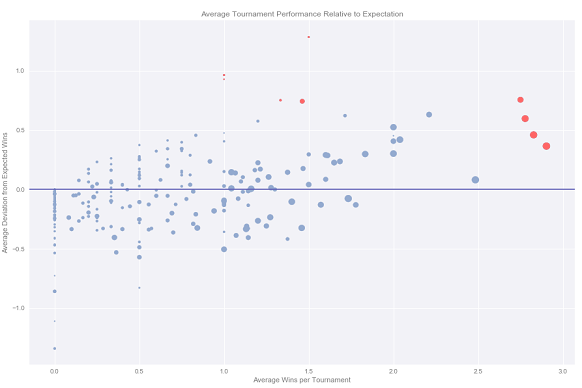 Average Tournament Performance Relative to Expectation
Average Deviation from Expected Wins
1.0
0.5
0.0
−0.5
−1.0
0.0 0.5 1.0 1.5 2.0 2.5 3.0
Average Wins per Tournament